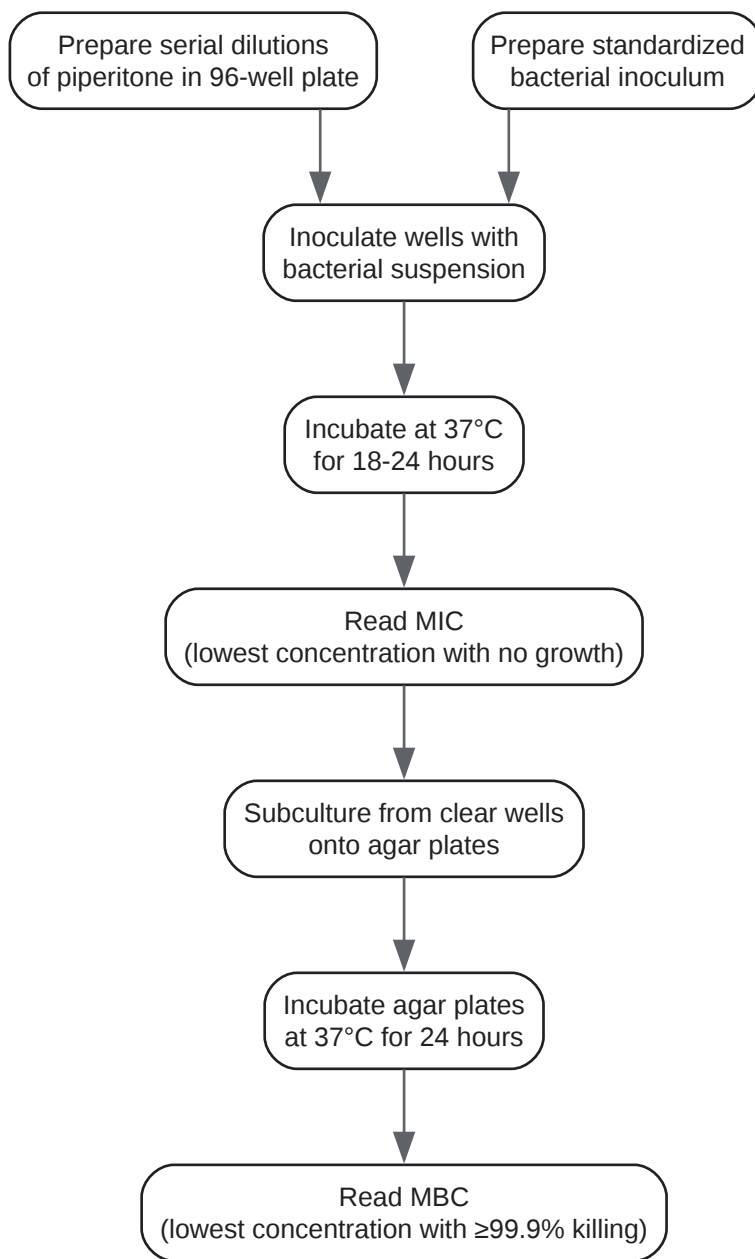 Prepare serial dilutions
of piperitone in 96-well plate
Prepare standardized
bacterial inoculum
Inoculate wells with
bacterial suspension
Incubate at 37°C
for 18-24 hours
Read MIC
(lowest concentration with no growth)
Subculture from clear wells
onto agar plates
Incubate agar plates
at 37°C for 24 hours
Read MBC
(lowest concentration with ≥99.9% killing)